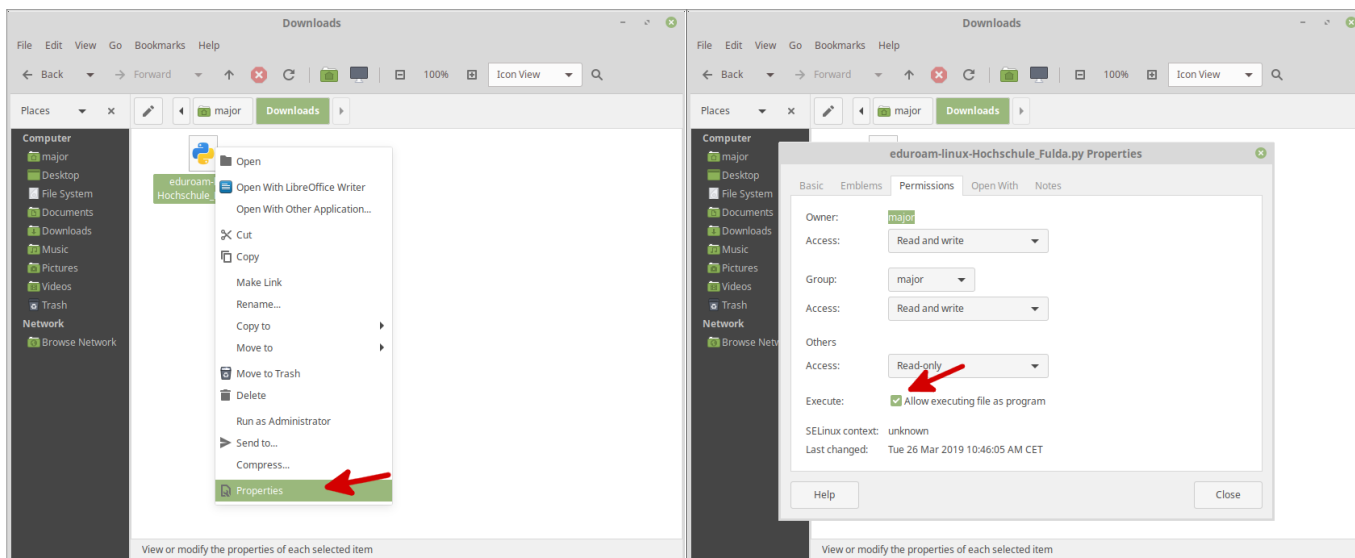 Downloads
File Edit View Go Bookmarks Help
Back Forward 100% Icon View
Places major Downloads
Computer
major
Desktop
File System
Documents
Downloads
Music
Pictures
Videos
Trash
Network
Browse Network
eduroam-
Hochschule_
Open
Open With LibreOffice Writer
Open With Other Application...
Cut
Copy
Make Link
Rename...
Copy to
Move to
Move to Trash
Delete
Run as Administrator
Send to...
Compress...
Properties
View or modify the properties of each selected item
Downloads
File Edit View Go Bookmarks Help
Back Forward 100% Icon View
Places major Downloads
Computer
major
Desktop
File System
Documents
Downloads
Music
Pictures
Videos
Trash
Network
Browse Netw
eduroam-linux-Hochschule_Fulda.py Properties
Basic Emblems Permissions Open With Notes
Owner: major
Access: Read and write
Group: major
Access: Read and write
Others
Access: Read-only
Execute: Allow executing file as program
SELinux context: unknown
Last changed: Tue 26 Mar 2019 10:46:05 AM CET
Help Close
View or modify the properties of each selected item